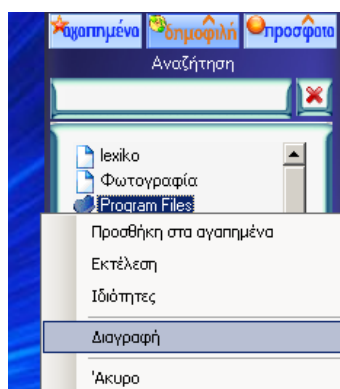 αγαπημένα δημοφιλή πρόσφατα
Αναζήτηση
lexiko
Φωτογραφία
Program Files
Προσθήκη στα αγαπημένα
Εκτέλεση
Ιδιότητες
Διαγραφή
Άκυρο